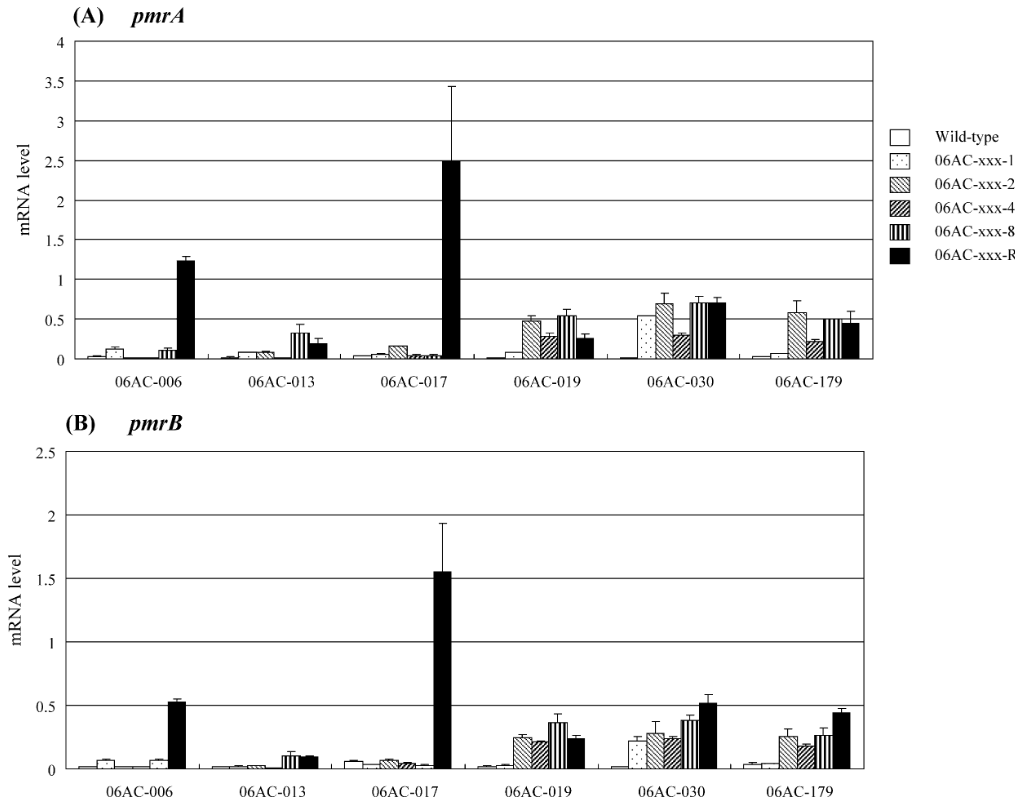 (A) pmrA
4
3.5
3
2.5
2
1.5
1
0.5
0
mRNA level
06AC-006 06AC-013 06AC-017 06AC-019 06AC-030 06AC-179
Wild-type
06AC-xxx-1
06AC-xxx-2
06AC-xxx-4
06AC-xxx-8
06AC-xxx-R
(B) pmrB
2.5
2
1.5
1
0.5
0
mRNA level
06AC-006 06AC-013 06AC-017 06AC-019 06AC-030 06AC-179